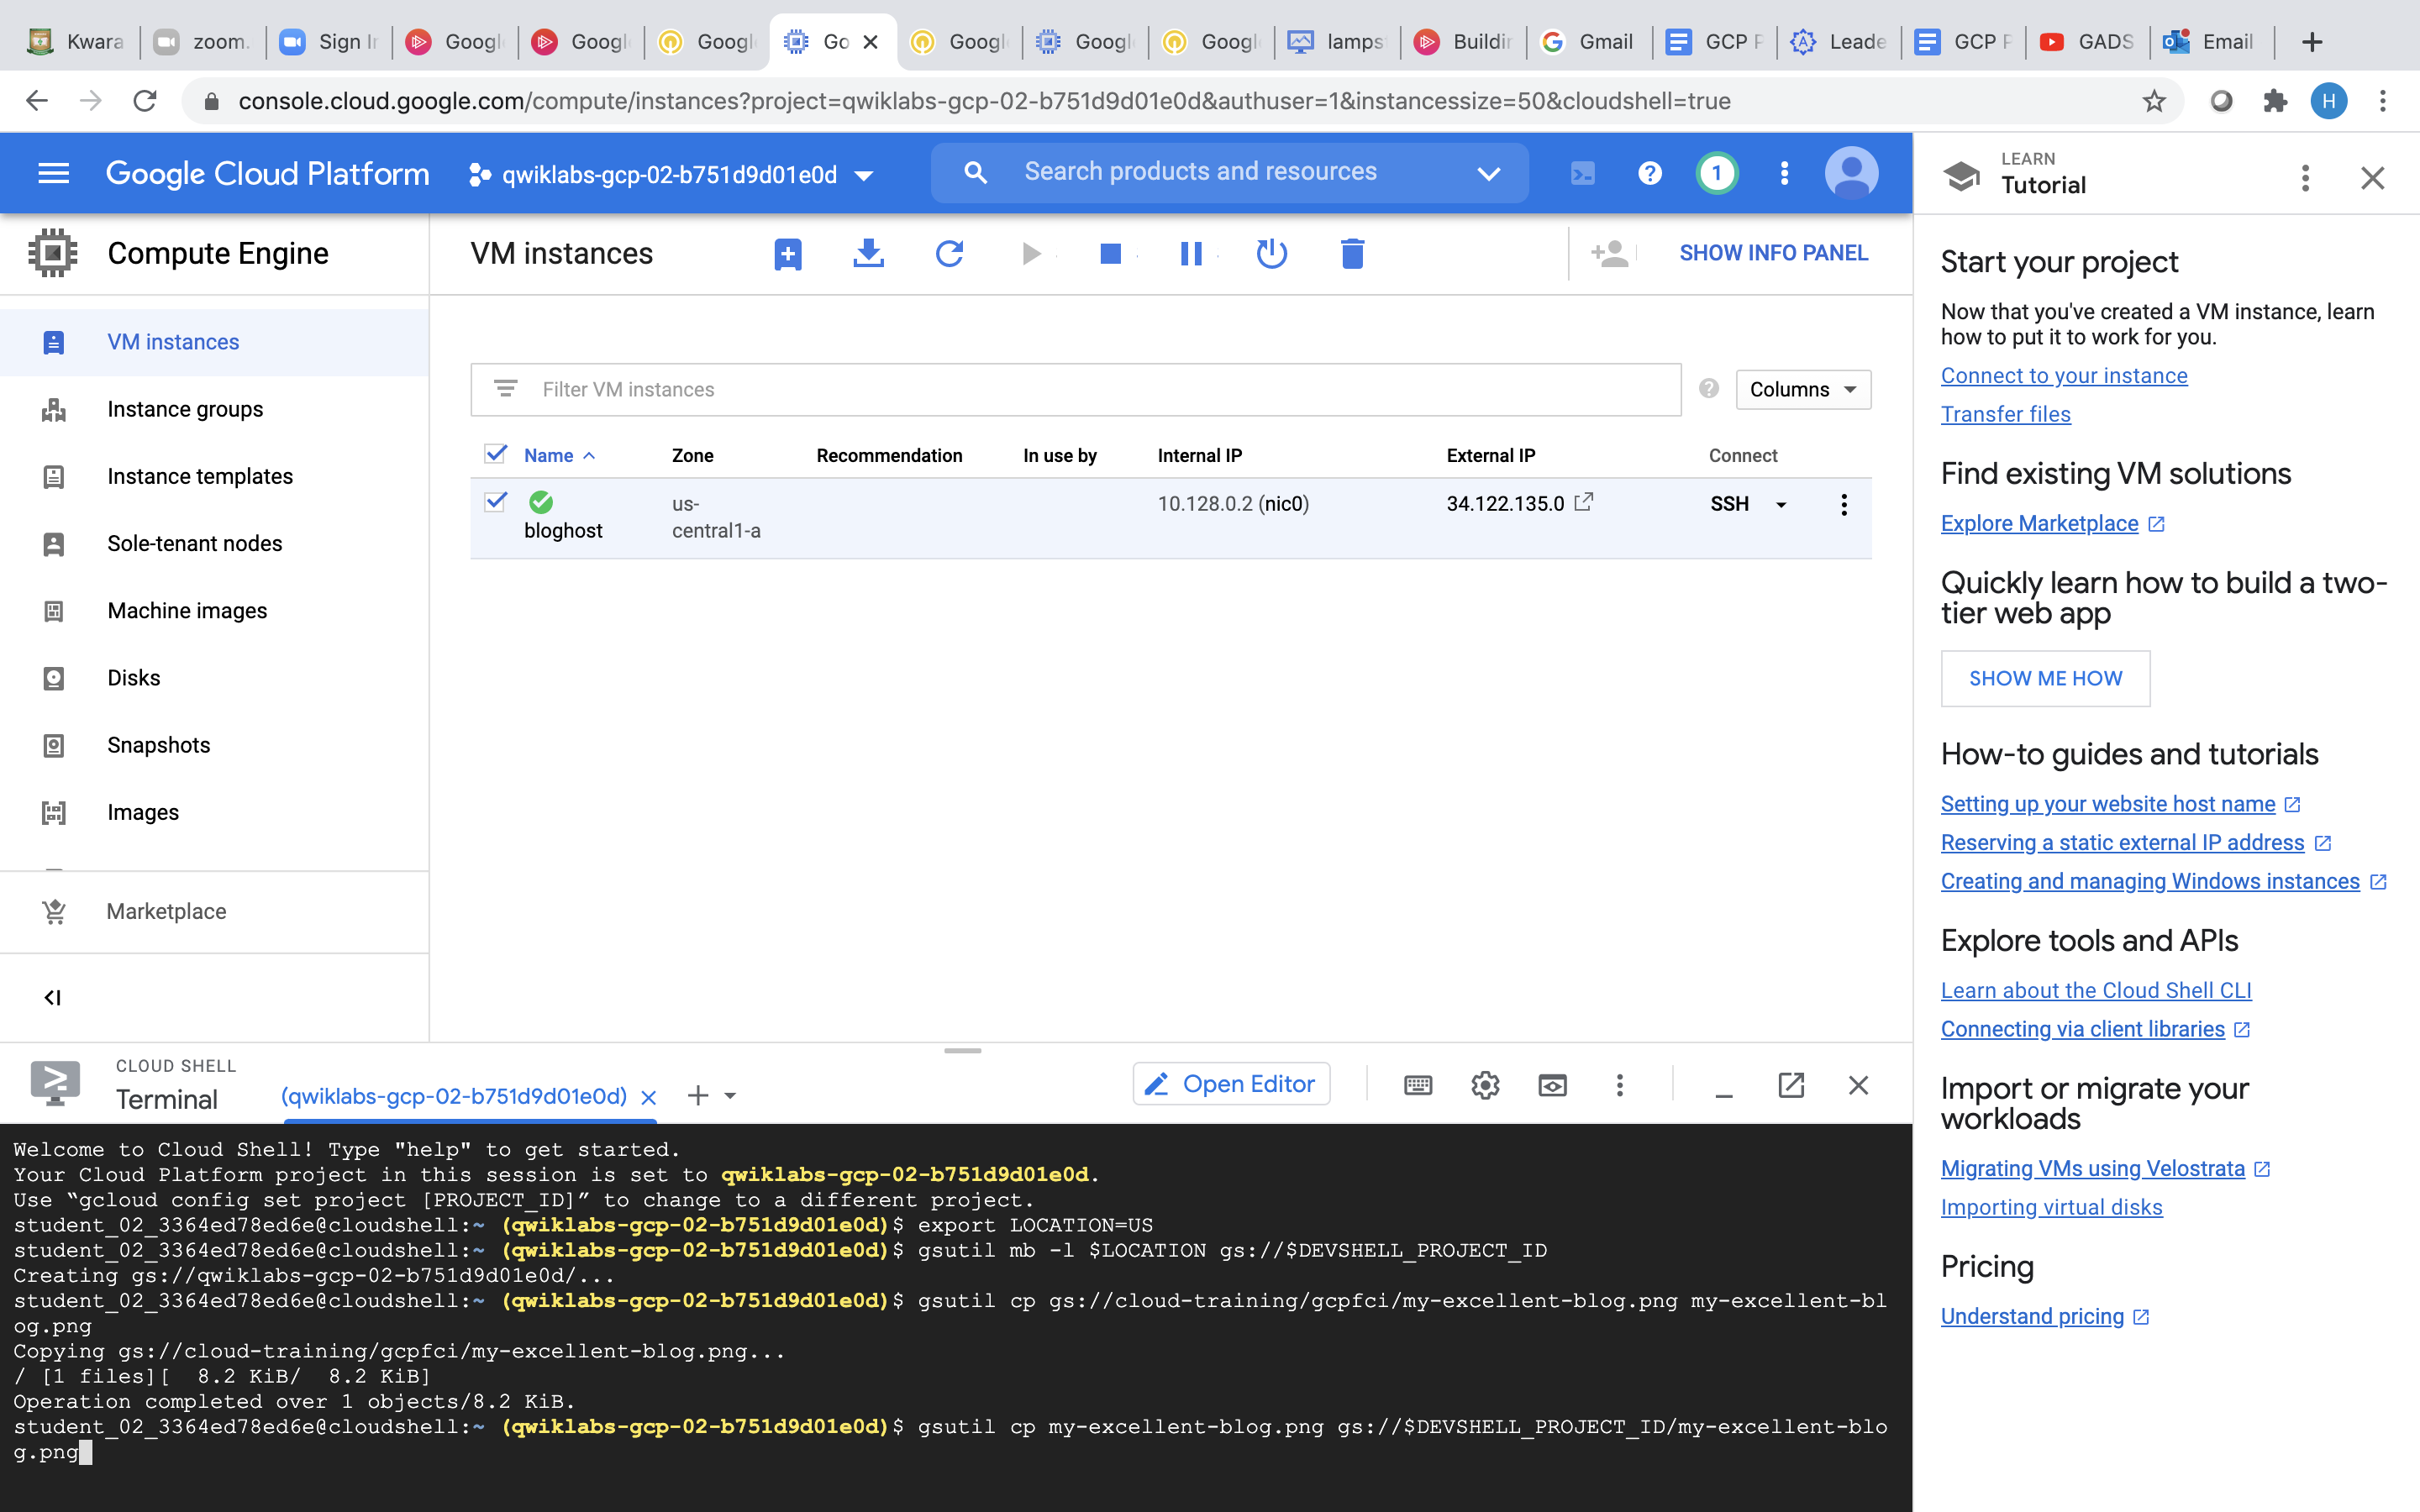 Kwara
zoom.
Sign In
Googl
Googl
Googl
Go
Googl
Googl
Googl
lamps
Buildin
Gmail
GCP P
Leade
GCP P
GADS
Email
console.cloud.google.com/compute/instances?project=qwiklabs-gcp-02-b751d9d01e0d&authuser=1&instancessize=50&cloudshell=true
H
Google Cloud Platform
qwiklabs-gcp-02-b751d9d01e0d
Search products and resources
1
Compute Engine
VM instances
Instance groups
Instance templates
Sole-tenant nodes
Machine images
Disks
Snapshots
Images
Marketplace
VM instances
SHOW INFO PANEL
Filter VM instances
Columns
Name Zone Recommendation In use by Internal IP External IP Connect
bloghost us-central1-a 10.128.0.2 (nic0) 34.122.135.0 SSH
LEARN
Tutorial
Start your project
Now that you've created a VM instance, learn
how to put it to work for you.
Connect to your instance
Transfer files
Find existing VM solutions
Explore Marketplace
Quickly learn how to build a two-
tier web app
SHOW ME HOW
How-to guides and tutorials
Setting up your website host name
Reserving a static external IP address
Creating and managing Windows instances
Explore tools and APIs
Learn about the Cloud Shell CLI
Connecting via client libraries
Import or migrate your
workloads
Migrating VMs using Velostrata
Importing virtual disks
Pricing
Understand pricing
CLOUD SHELL
Terminal
(qwiklabs-gcp-02-b751d9d01e0d)
Open Editor
Welcome to Cloud Shell! Type "help" to get started.
Your Cloud Platform project in this session is set to qwiklabs-gcp-02-b751d9d01e0d.
Use “gcloud config set project [PROJECT_ID]” to change to a different project.
student_02_3364ed78ed6e@cloudshell:~ (qwiklabs-gcp-02-b751d9d01e0d)$ export LOCATION=US
student_02_3364ed78ed6e@cloudshell:~ (qwiklabs-gcp-02-b751d9d01e0d)$ gsutil mb -l $LOCATION gs://$DEVSHELL_PROJECT_ID
Creating gs://qwiklabs-gcp-02-b751d9d01e0d/...
student_02_3364ed78ed6e@cloudshell:~ (qwiklabs-gcp-02-b751d9d01e0d)$ gsutil cp gs://cloud-training/gcpfci/my-excellent-blog.png my-excellent-bl
og.png
Copying gs://cloud-training/gcpfci/my-excellent-blog.png...
/ [1 files][  8.2 KiB/  8.2 KiB]
Operation completed over 1 objects/8.2 KiB.
student_02_3364ed78ed6e@cloudshell:~ (qwiklabs-gcp-02-b751d9d01e0d)$ gsutil cp my-excellent-blog.png gs://$DEVSHELL_PROJECT_ID/my-excellent-blo
g.png